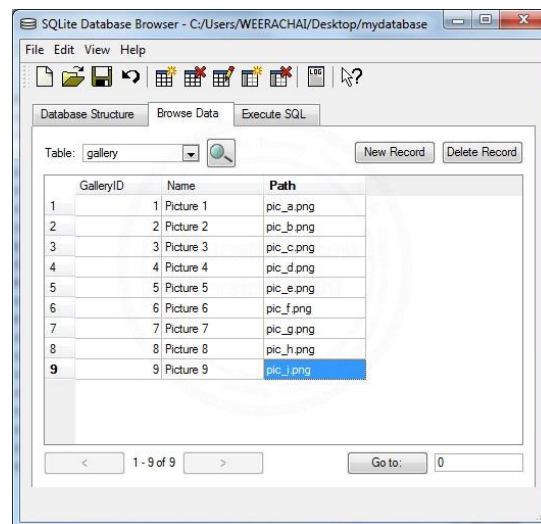 SQLite Database Browser - C:/Users/WEERACHAI/Desktop/mydatabase
File Edit View Help
LOG
Database Structure Browse Data Execute SQL
Table: gallery New Record Delete Record
GalleryID Name Path
1 1 Picture 1 pic_a.png
2 2 Picture 2 pic_b.png
3 3 Picture 3 pic_c.png
4 4 Picture 4 pic_d.png
5 5 Picture 5 pic_e.png
6 6 Picture 6 pic_f.png
7 7 Picture 7 pic_g.png
8 8 Picture 8 pic_h.png
9 9 Picture 9 pic_i.png
< 1 - 9 of 9 > Go to: 0